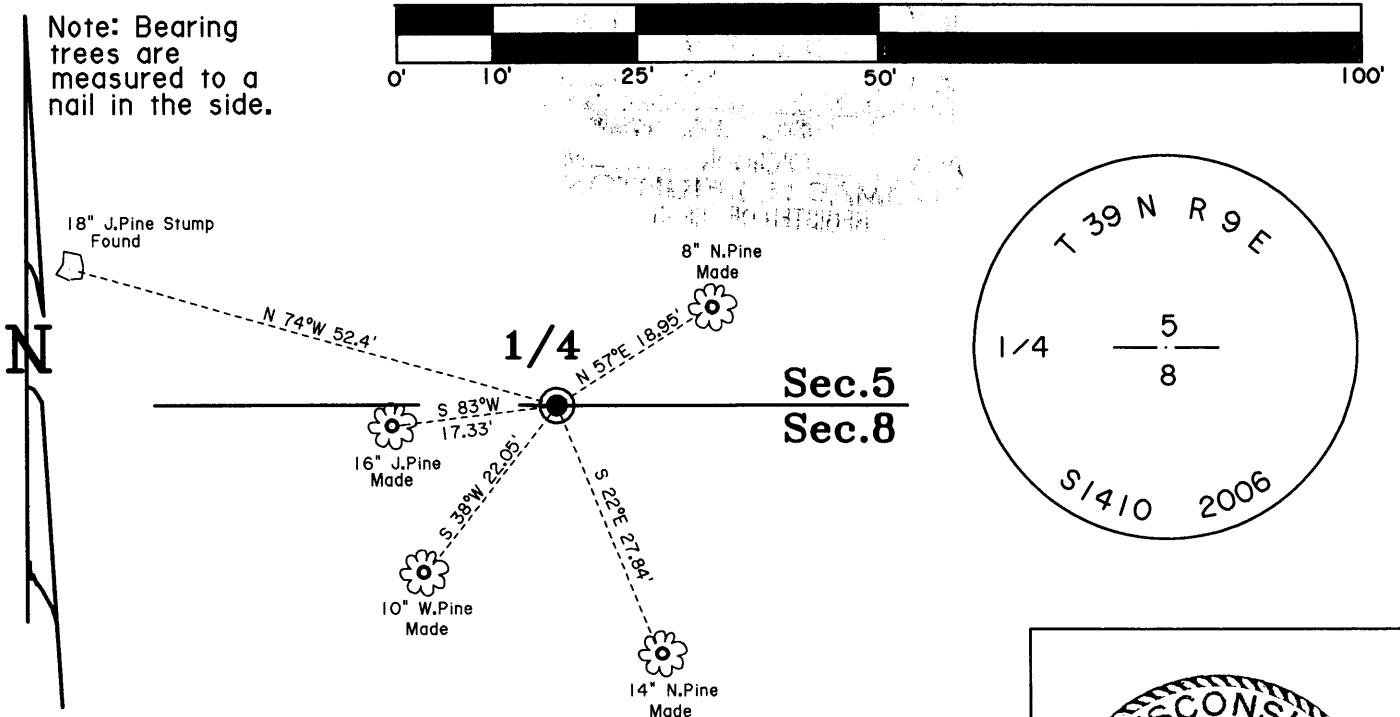 Note: Bearing
trees are
measured to a
nail in the side.
0' 10' 25' 50' 100'
18" J.Pine Stump
Found
8" N.Pine
Made
N 74°W 52.4'
1/4
N 57°E 18.95'
Sec.5
Sec.8
S 83°W
17.33'
16" J.Pine
Made
S 38°W 22.05'
S 22°E 27.84'
10" W.Pine
Made
14" N.Pine
Made
N
T 39 N R 9 E
1/4
5
8
S1410 2006